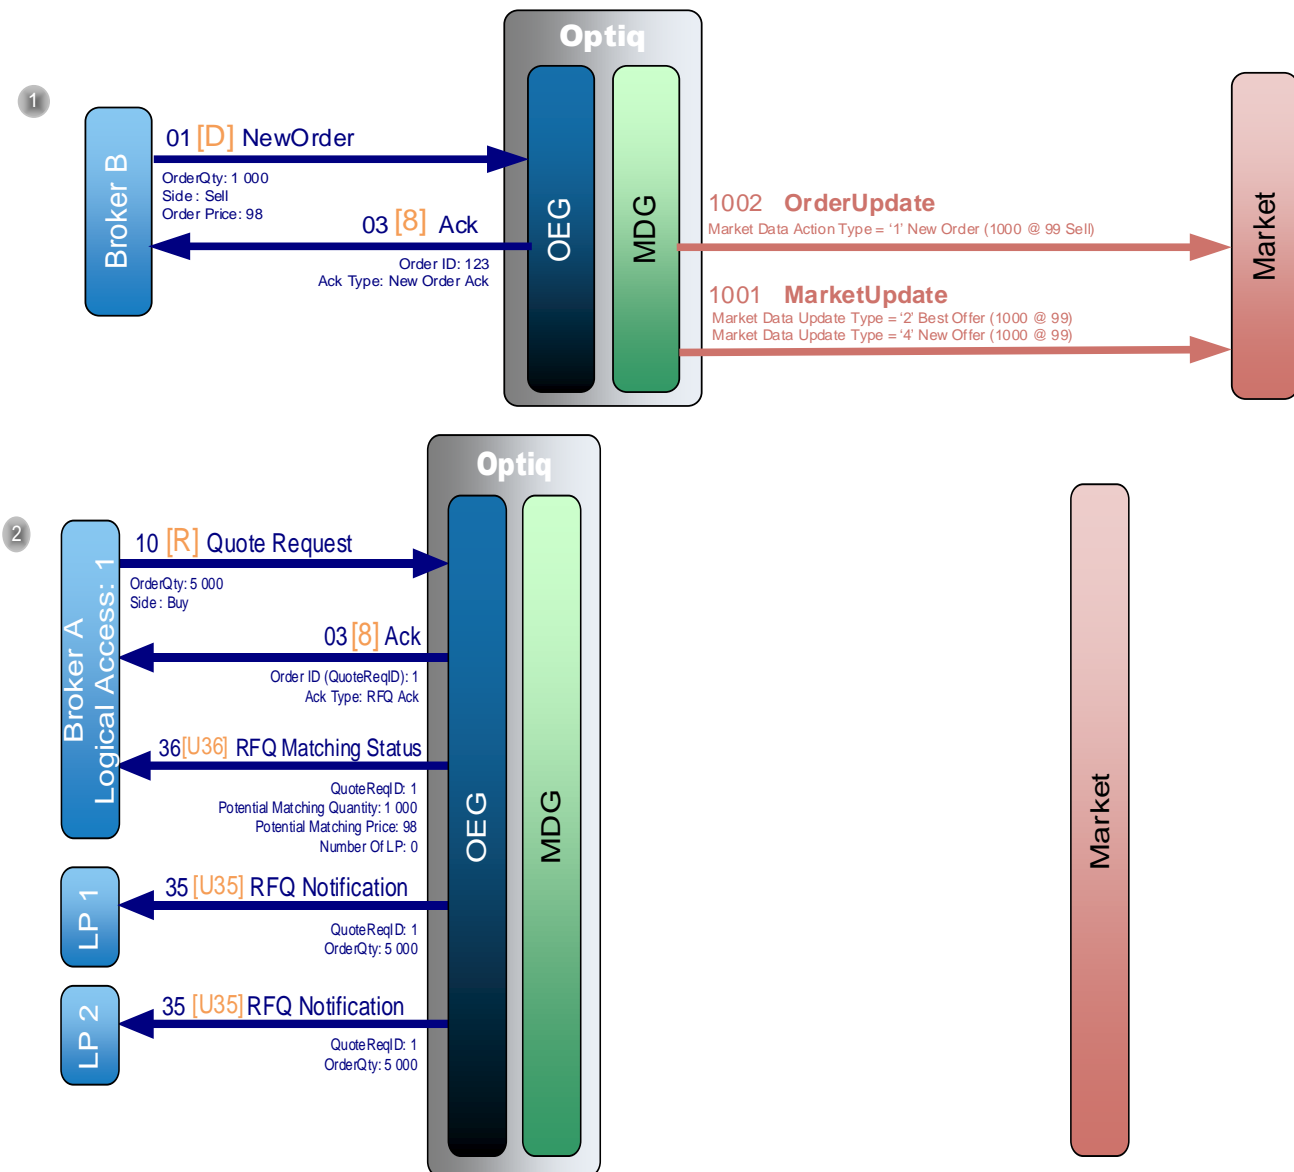 Optiq
1
Broker B
01 [D] NewOrder
OrderQty: 1 000
Side : Sell
Order Price: 98
03 [8] Ack
Order ID: 123
Ack Type: New Order Ack
OEG
MDG
1002 OrderUpdate
Market Data Action Type = ‘1’ New Order (1000 @ 99 Sell)
1001 MarketUpdate
Market Data Update Type = ‘2’ Best Offer (1000 @ 99)
Market Data Update Type = ‘4’ New Offer (1000 @ 99)
Market
Optiq
2
Broker A
Logical Access: 1
10 [R] Quote Request
OrderQty: 5 000
Side : Buy
03 [8] Ack
Order ID (QuoteReqID): 1
Ack Type: RFQ Ack
36 [U36] RFQ Matching Status
QuoteReqID: 1
Potential Matching Quantity: 1 000
Potential Matching Price: 98
Number Of LP: 0
LP 1
35 [U35] RFQ Notification
QuoteReqID: 1
OrderQty: 5 000
LP 2
35 [U35] RFQ Notification
QuoteReqID: 1
OrderQty: 5 000
OEG
MDG
Market